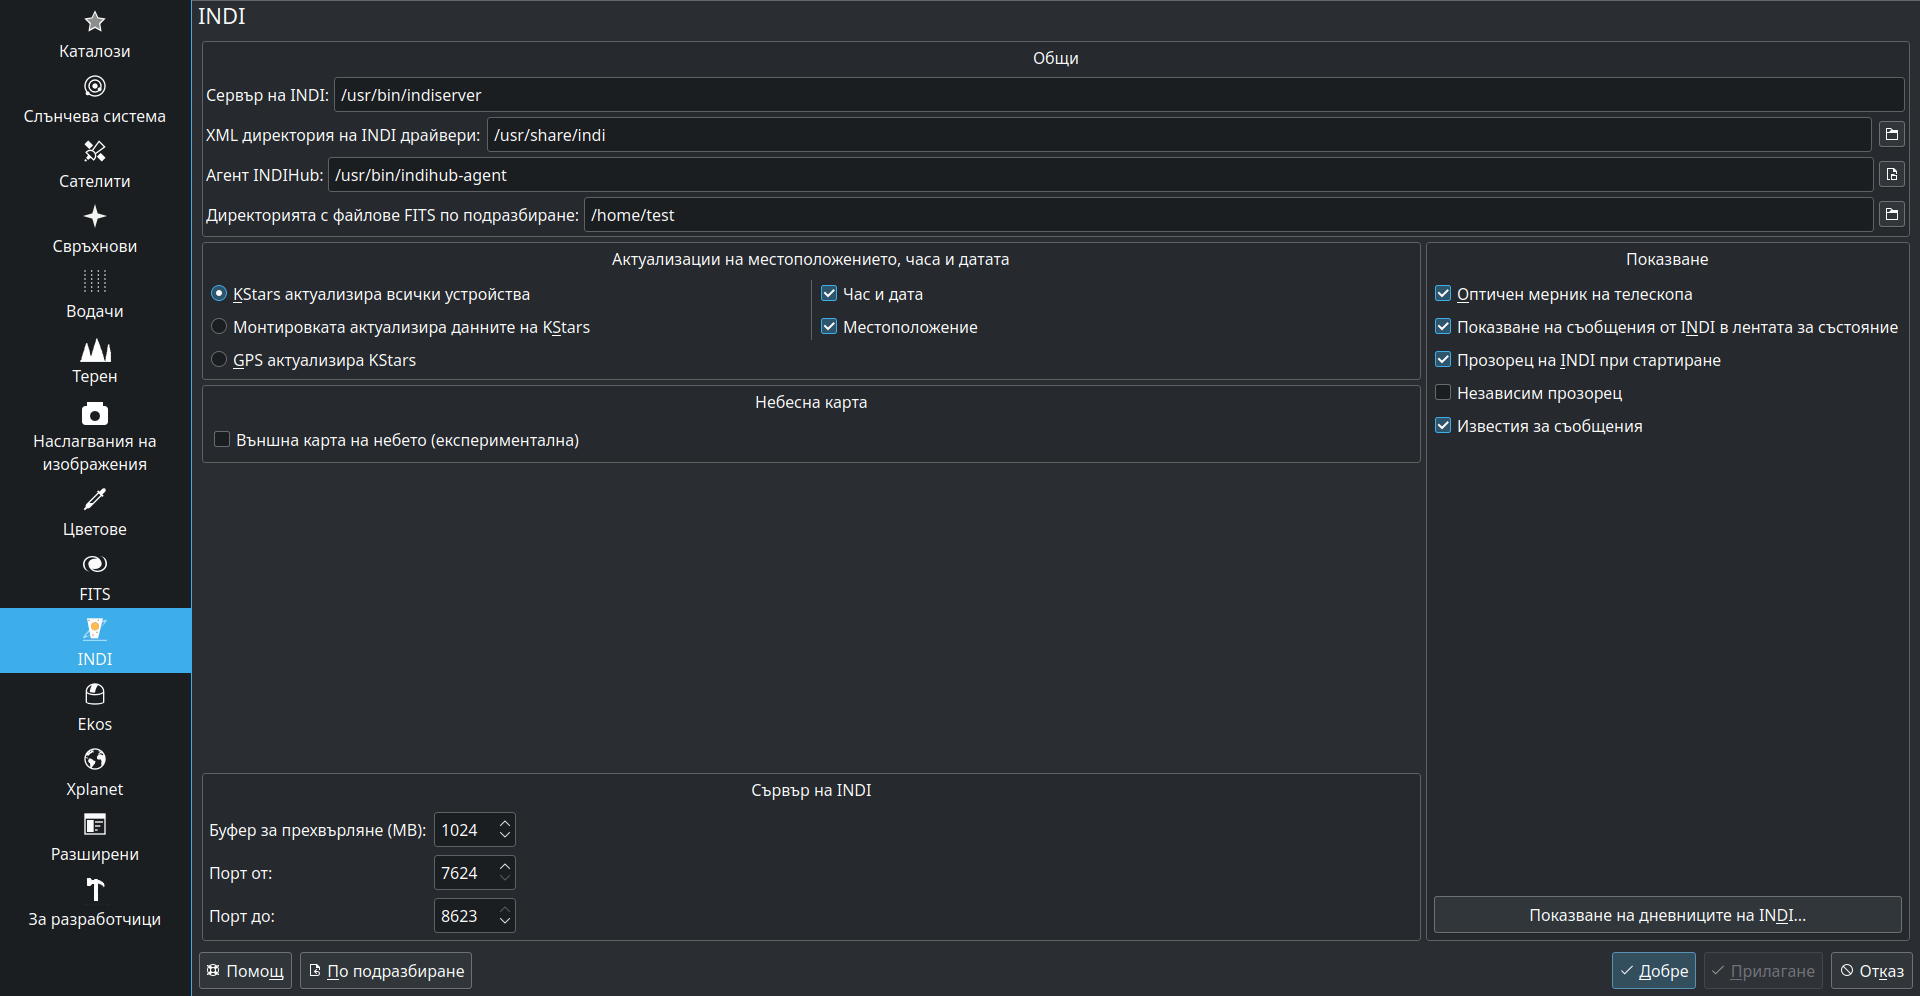 Каталози
Слънчева система
Сателити
Свръхнови
Водачи
Терен
Наслагвания на
изображения
Цветове
FITS
INDI
Ekos
Xplanet
Разширени
За разработчици
INDI
Общи
Сервър на INDI: /usr/bin/indiserver
XML директория на INDI драйвери: /usr/share/indi
Агент INDIHub: /usr/bin/indihub-agent
Директорията с файлове FITS по подразбиране: /home/test
Актуализации на местоположението, часа и датата
KStars актуализира всички устройства
Монтировката актуализира данните на KStars
GPS актуализира KStars
Час и дата
Местоположение
Небесна карта
Външна карта на небето (експериментална)
Сървър на INDI
Буфер за прехвърляне (MB): 1024
Порт от: 7624
Порт до: 8623
Показване
Оптичен мерник на телескопа
Показване на съобщения от INDI в лентата за състояние
Прозорец на INDI при стартиране
Независим прозорец
Известия за съобщения
Показване на дневниците на INDI...
Помощ
По подразбиране
Добре
Прилагане
Отказ